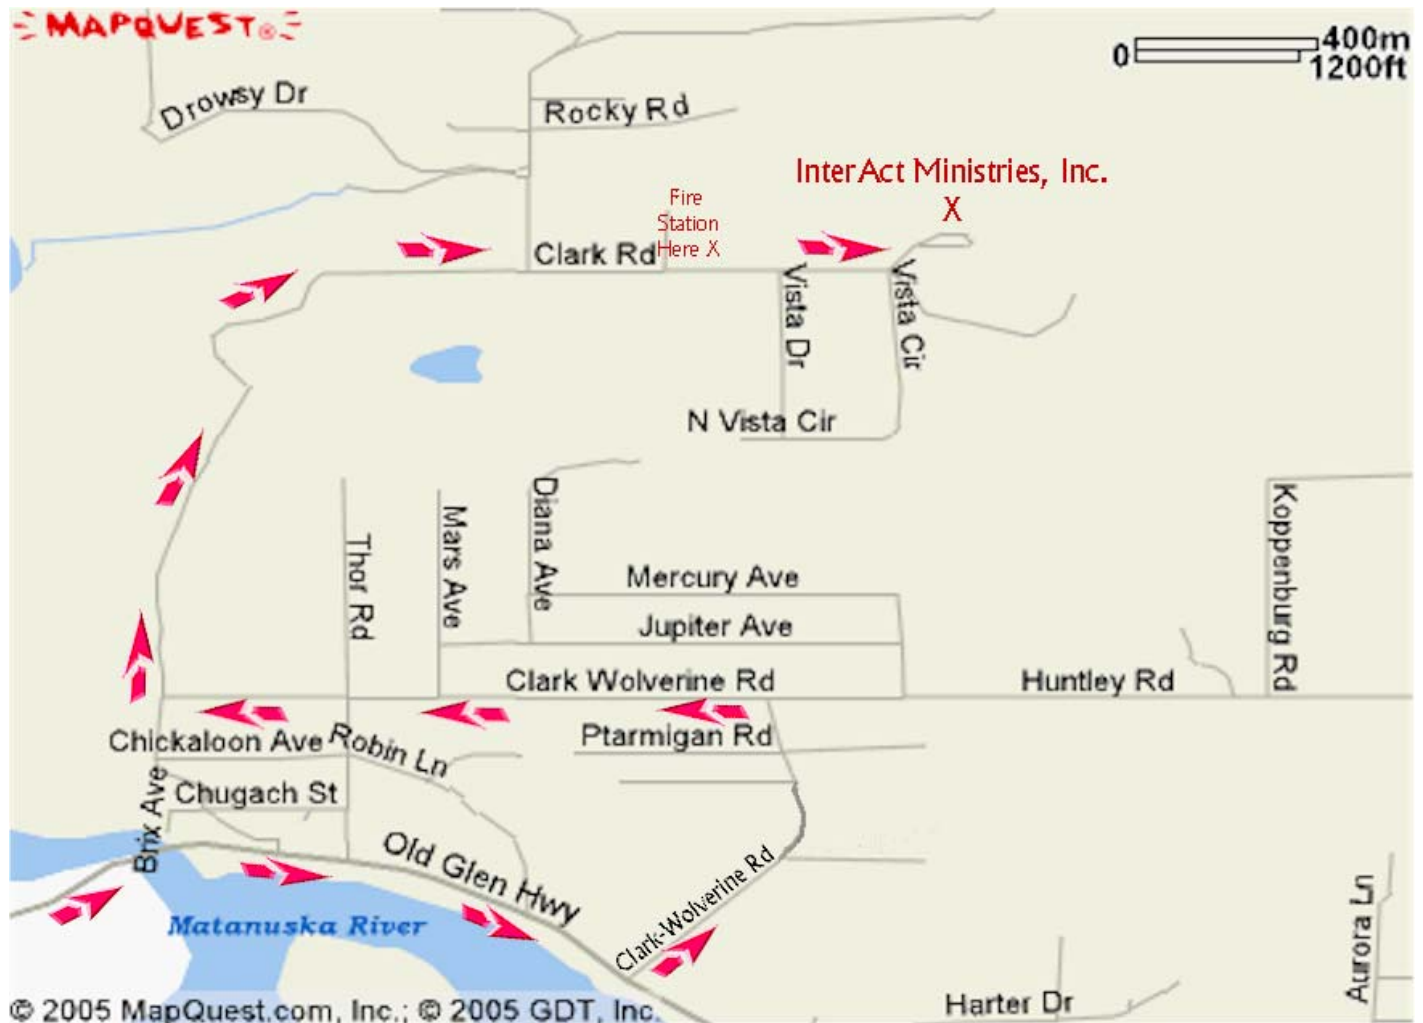 MAPQUEST®
0
400m
1200ft
Drowsy Dr
Rocky Rd
InterAct Ministries, Inc.
X
Fire
Station
Here X
Clark Rd
Vista Dr
Vista Cir
N Vista Cir
Thor Rd
Mars Ave
Diana Ave
Koppenburg Rd
Mercury Ave
Jupiter Ave
Clark Wolverine Rd
Huntley Rd
Chickaloon Ave
Robin Ln
Ptarmigan Rd
Brix Ave
Chugach St
Old Glen Hwy
Clark-Wolverine Rd
Matanuska River
Aurora Ln
Harter Dr
© 2005 MapQuest.com, Inc.; © 2005 GDT, Inc.